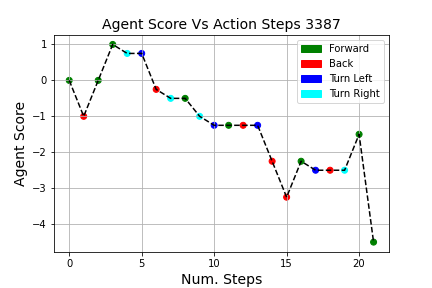 Agent Score Vs Action Steps 3387
Agent Score
1
0
−1
−2
−3
−4
Forward
Back
Turn Left
Turn Right
0 5 10 15 20
Num. Steps